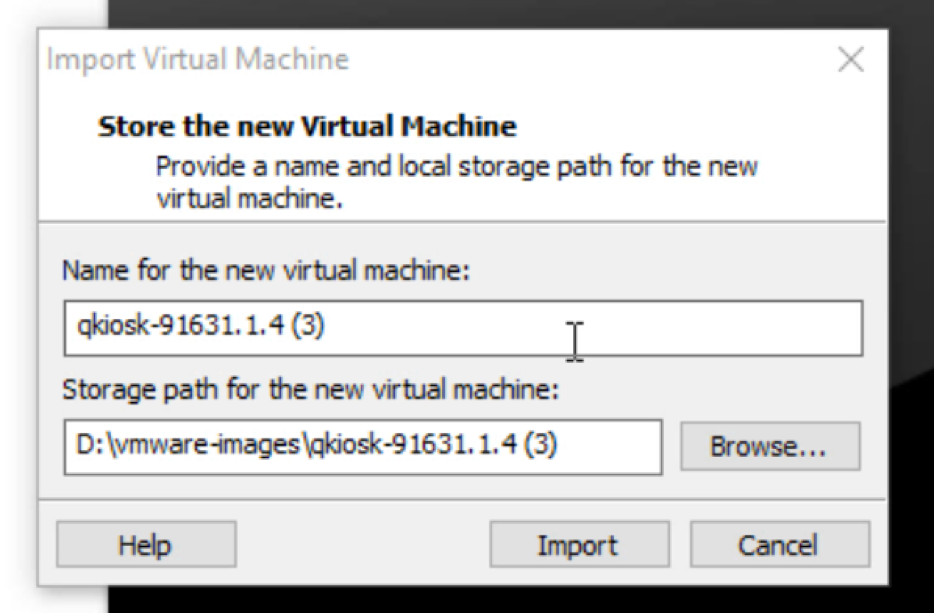 Import Virtual Machine
Store the new Virtual Machine
Provide a name and local storage path for the new
virtual machine.
Name for the new virtual machine:
qkiosk-91631.1.4 (3)
Storage path for the new virtual machine:
D:\vmware-images\qkiosk-91631.1.4 (3)
Browse...
Help
Import
Cancel